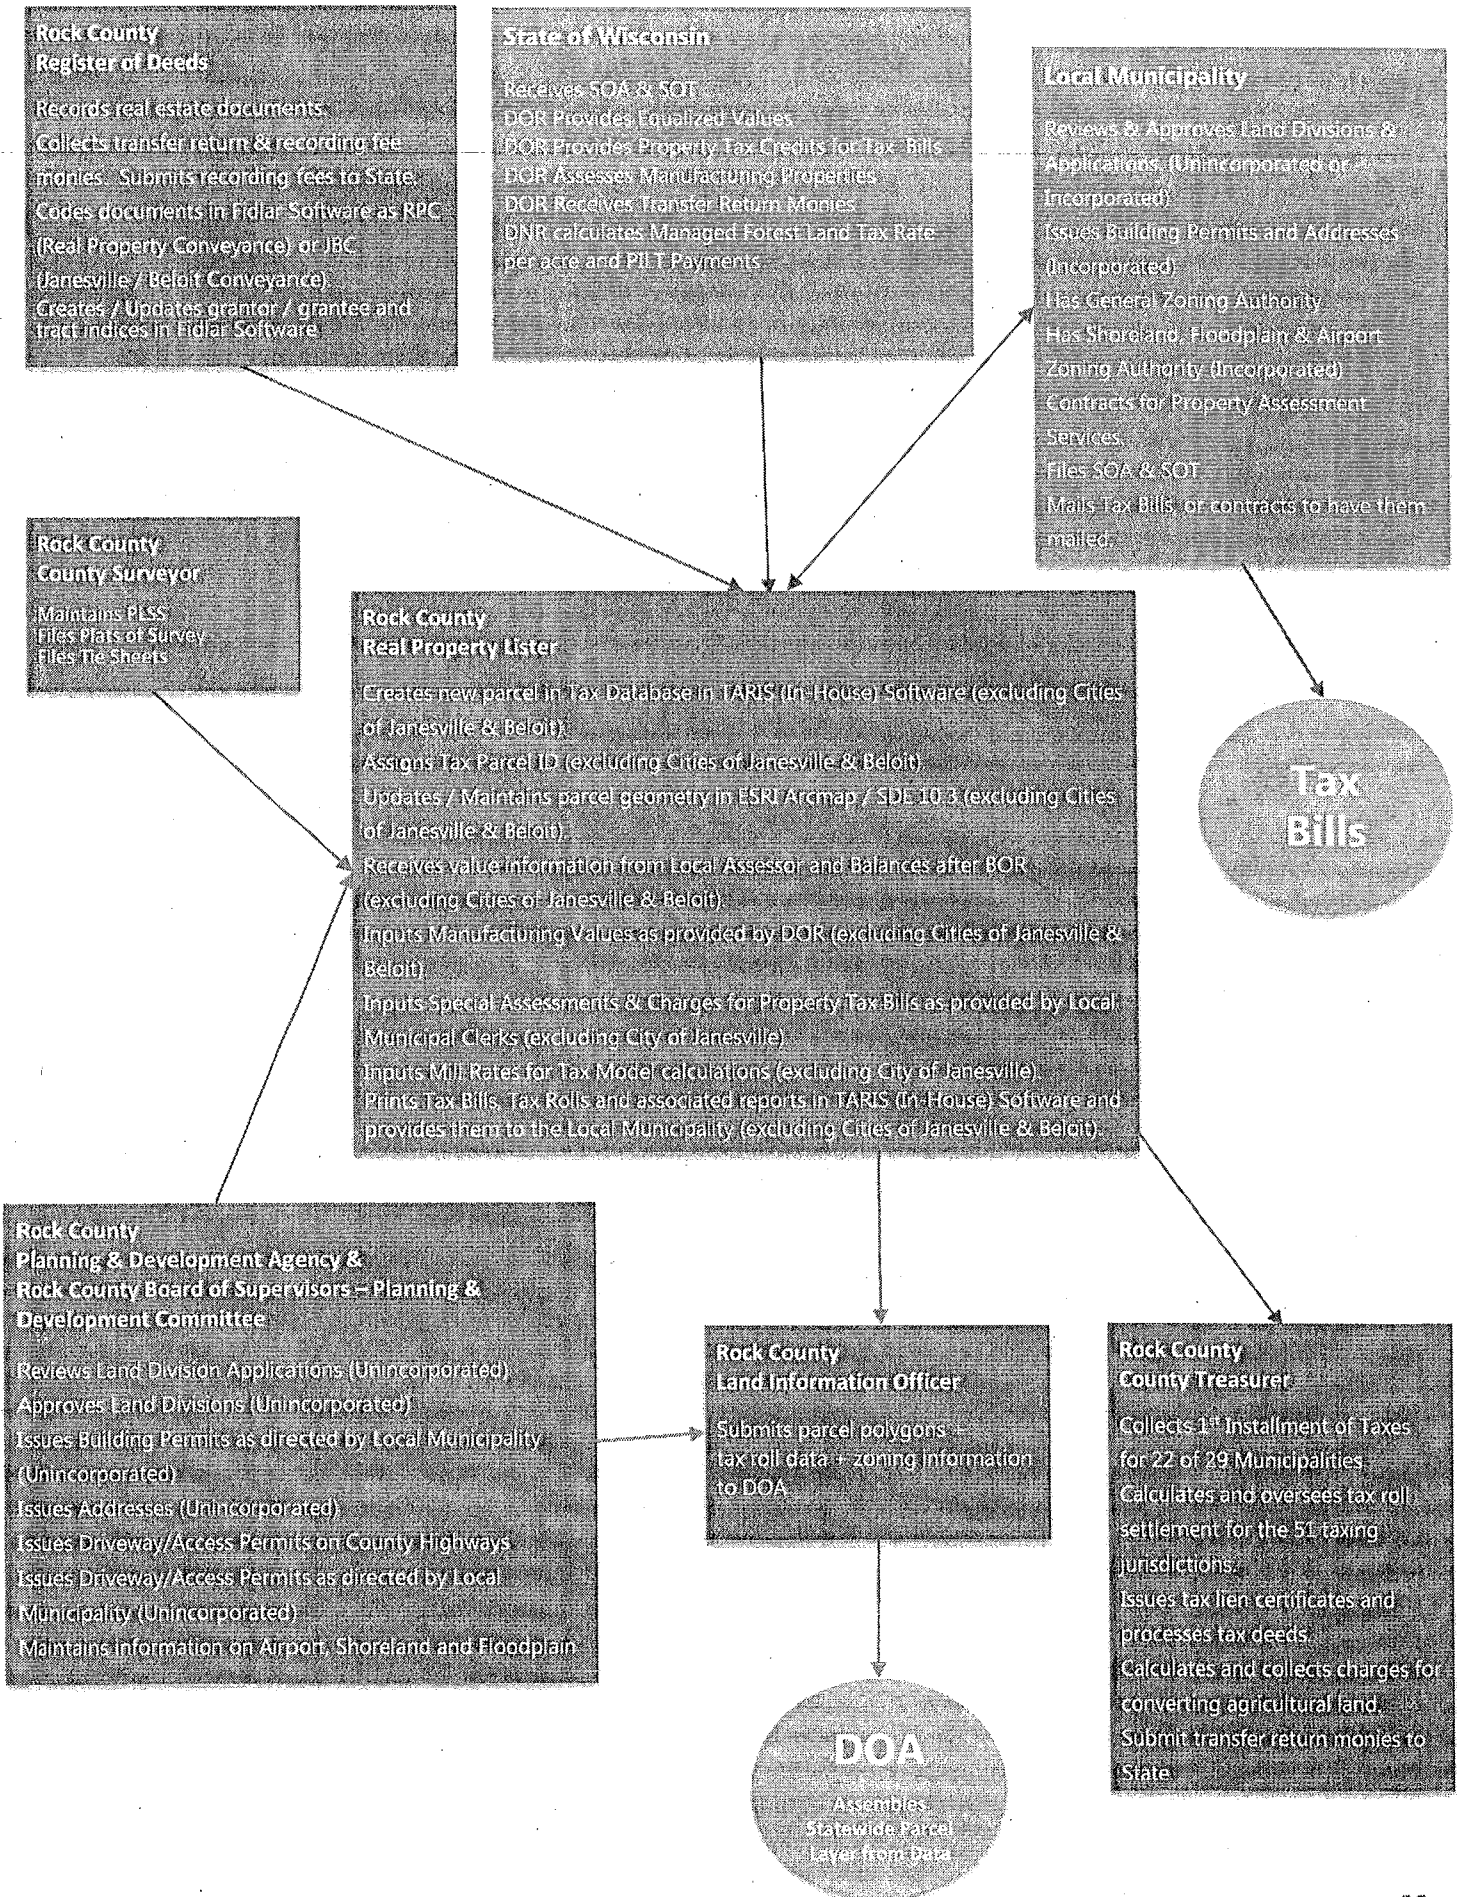 Rock County
Register of Deeds
Records real estate documents.
Collects transfer return & recording fee
monies. Submits recording fees to State.
Codes documents in Fidlar Software as RPC
(Real Property Conveyance) or JBC
(Janesville / Beloit Conveyance)
Creates / Updates grantor / grantee and
tract indices in Fidlar Software.
State of Wisconsin
Receives SOA & SOT
DOR Provides Equalized Values
DOR Provides Property Tax Credits for Tax Bills
DOR Assesses Manufacturing Properties
DOR Receives Transfer Return Monies
DNR calculates Managed Forest Land Tax Rate
per acre and PILT Payments
Local Municipality
Reviews & Approves Land Divisions &
Applications. (Unincorporated or
Incorporated)
Issues Building Permits and Addresses
(Incorporated)
Has General Zoning Authority
Has Shoreland, Floodplain & Airport
Zoning Authority (Incorporated)
Contracts for Property Assessment
Services.
Files SOA & SOT
Mails Tax Bills, or contracts to have them
mailed.
Rock County
County Surveyor
Maintains PLSS
Files Plats of Survey
Files Tie Sheets
Rock County
Real Property Lister
Creates new parcel in Tax Database in TARIS (In-House) Software (excluding Cities
of Janesville & Beloit).
Assigns Tax Parcel ID (excluding Cities of Janesville & Beloit)
Updates / Maintains parcel geometry in ESRI Arcmap / SDE 10.3 (excluding Cities
of Janesville & Beloit).
Receives value information from Local Assessor and Balances after BOR
(excluding Cities of Janesville & Beloit).
Inputs Manufacturing Values as provided by DOR (excluding Cities of Janesville &
Beloit)
Inputs Special Assessments & Charges for Property Tax Bills as provided by Local
Municipal Clerks (excluding City of Janesville)
Inputs Mill Rates for Tax Model calculations (excluding City of Janesville).
Prints Tax Bills, Tax Rolls and associated reports in TARIS (In-House) Software and
provides them to the Local Municipality (excluding Cities of Janesville & Beloit).
Tax
Bills
Rock County
Planning & Development Agency &
Rock County Board of Supervisors – Planning &
Development Committee
Reviews Land Division Applications (Unincorporated)
Approves Land Divisions (Unincorporated)
Issues Building Permits as directed by Local Municipality
(Unincorporated)
Issues Addresses (Unincorporated)
Issues Driveway/Access Permits on County Highways
Issues Driveway/Access Permits as directed by Local
Municipality (Unincorporated)
Maintains information on Airport, Shoreland and Floodplain
Rock County
Land Information Officer
Submits parcel polygons +
tax roll data + zoning information
to DOA
Rock County
County Treasurer
Collects 1st Installment of Taxes
for 22 of 29 Municipalities
Calculates and oversees tax roll
settlement for the 51 taxing
jurisdictions.
Issues tax lien certificates and
processes tax deeds.
Calculates and collects charges for
converting agricultural land.
Submit transfer return monies to
State
DOA
Assembles
Statewide Parcel
Layer from Data